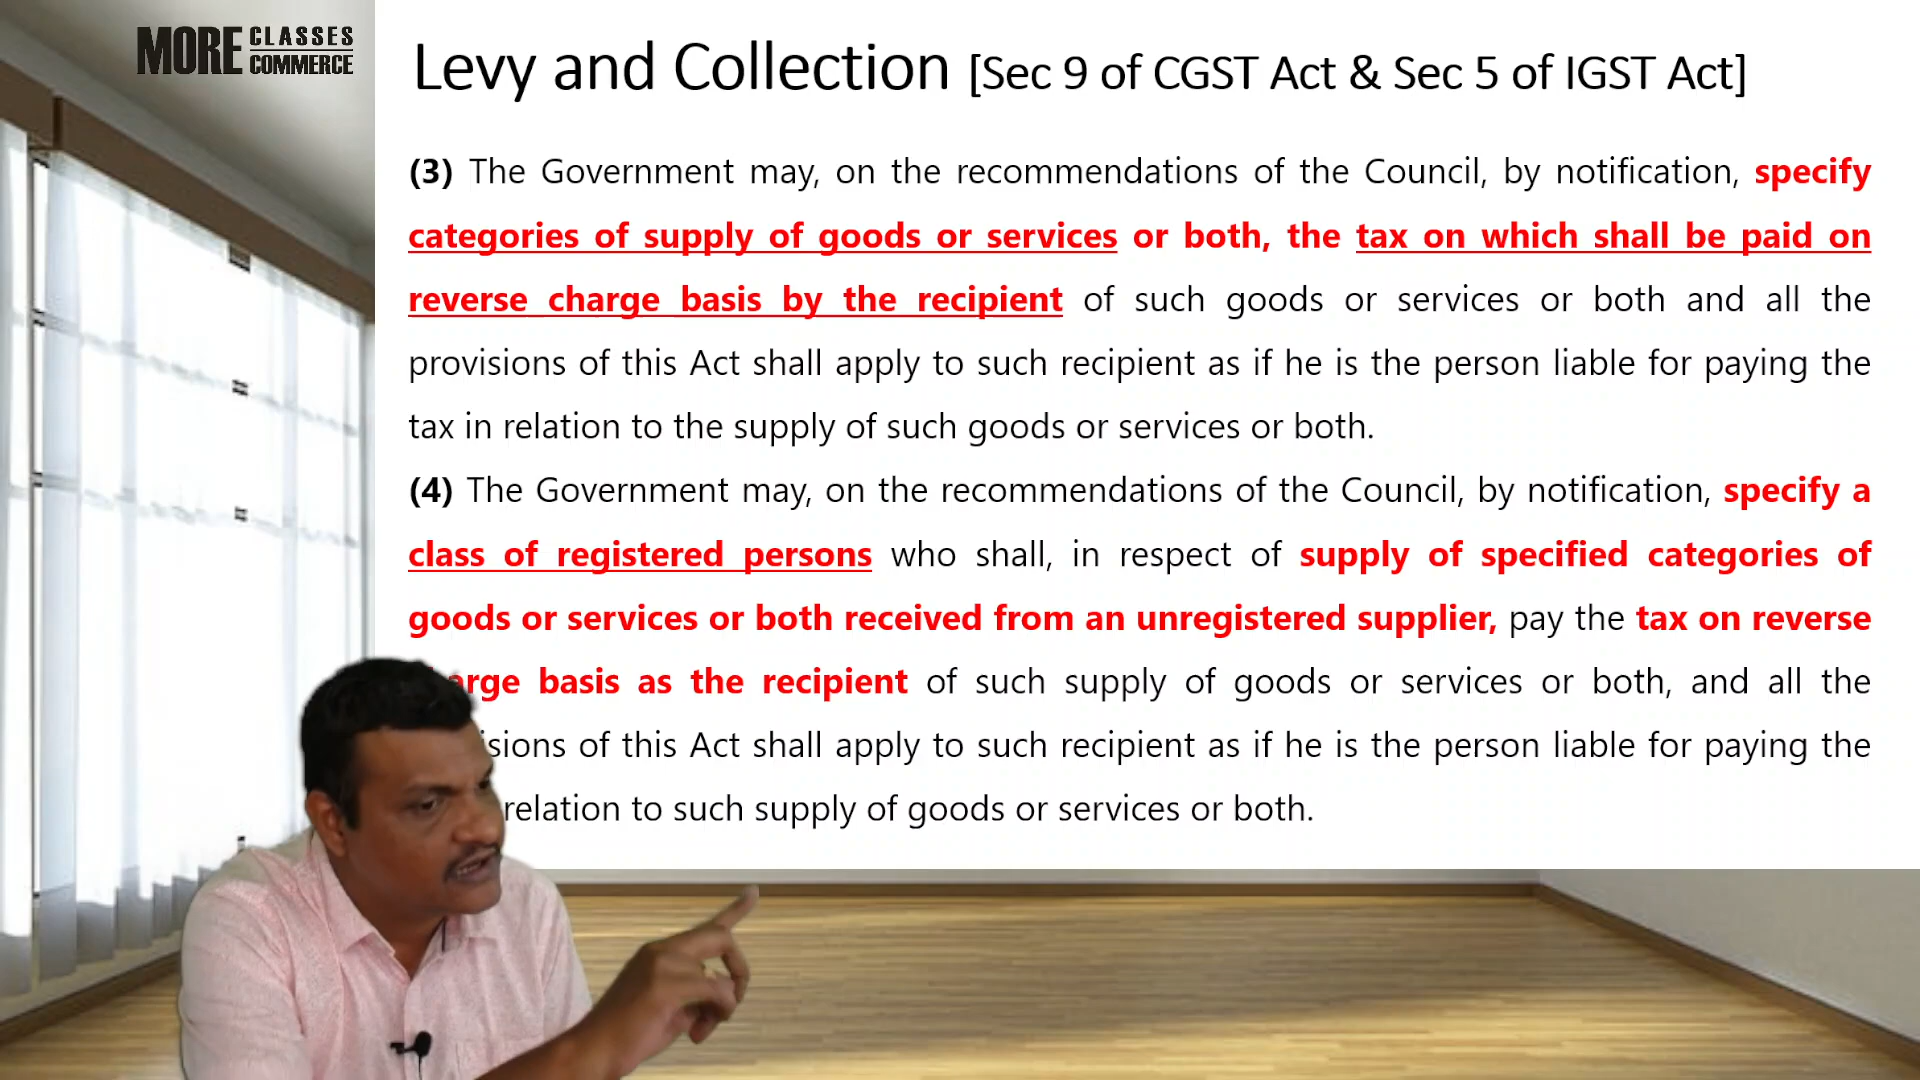 MORE CLASSES COMMERCE
Levy and Collection [Sec 9 of CGST Act & Sec 5 of IGST Act]
(3) The Government may, on the recommendations of the Council, by notification, specify
categories of supply of goods or services or both, the tax on which shall be paid on
reverse charge basis by the recipient of such goods or services or both and all the
provisions of this Act shall apply to such recipient as if he is the person liable for paying the
tax in relation to the supply of such goods or services or both.
(4) The Government may, on the recommendations of the Council, by notification, specify a
class of registered persons who shall, in respect of supply of specified categories of
goods or services or both received from an unregistered supplier, pay the tax on reverse
arge basis as the recipient of such supply of goods or services or both, and all the
isions of this Act shall apply to such recipient as if he is the person liable for paying the
relation to such supply of goods or services or both.